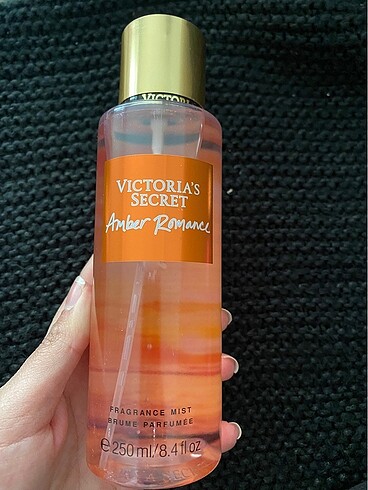 VICTORIA'S
SECRET
Amber Romance
FRAGRANCE MIST
BRUME PARFUMÉE
℮ 250 ml/8.4 fl oz